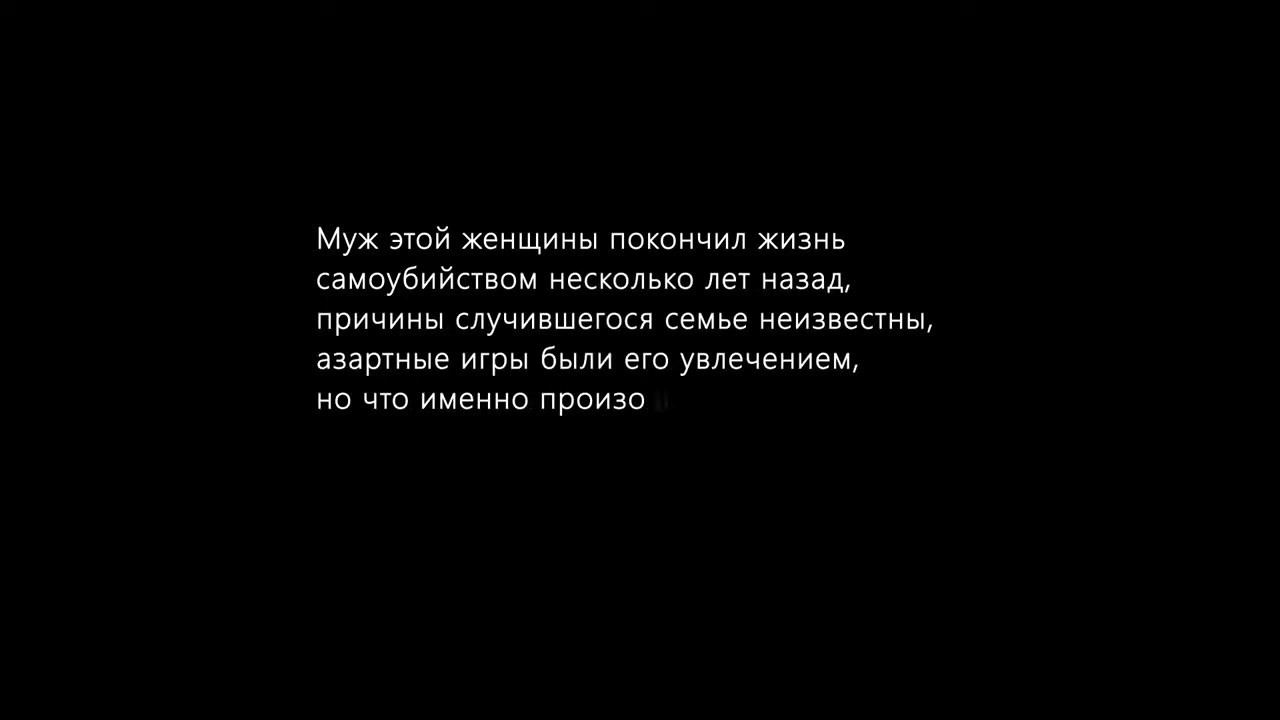 Муж этой женщины покончил жизнь
самоубийством несколько лет назад,
причины случившегося семье неизвестны,
азартные игры были его увлечением,
но что именно произо